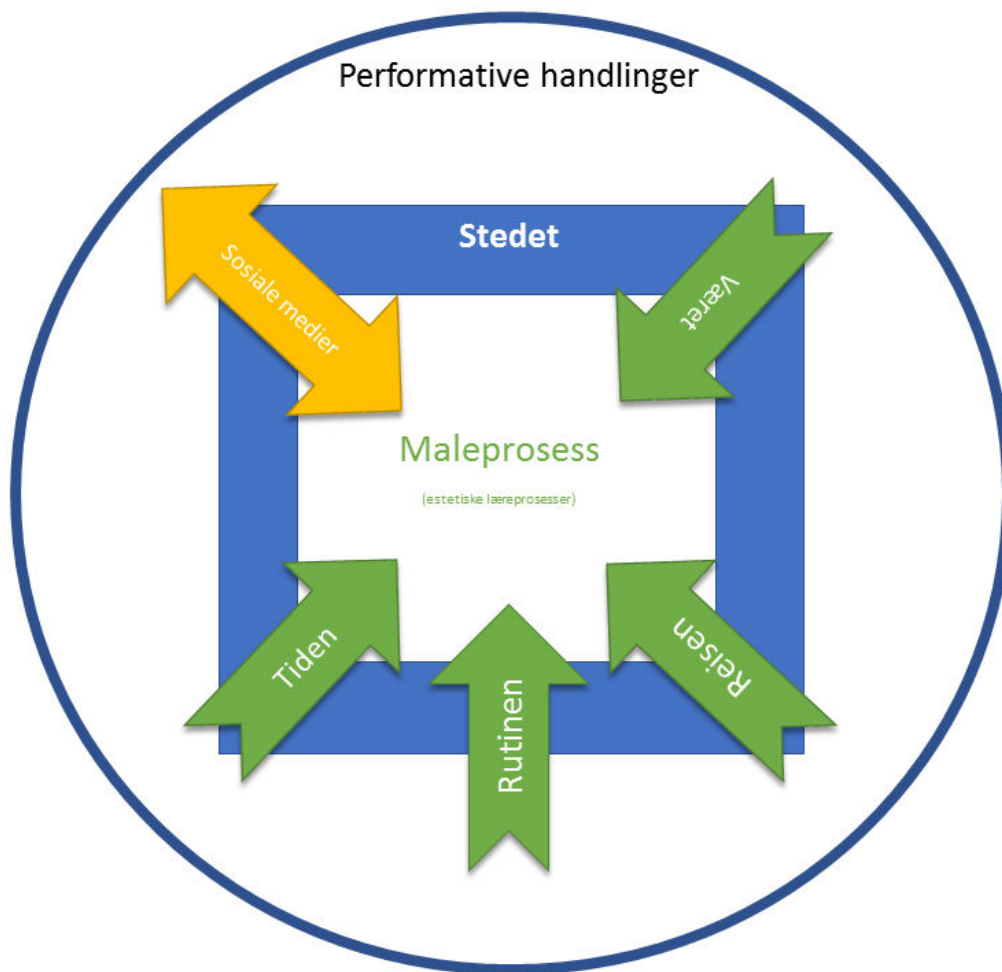 Performative handlinger
Stedet
Sosiale medier
Været
Maleprosess
(estetiske læreprosesser)
Tiden
Rutinen
Reisen